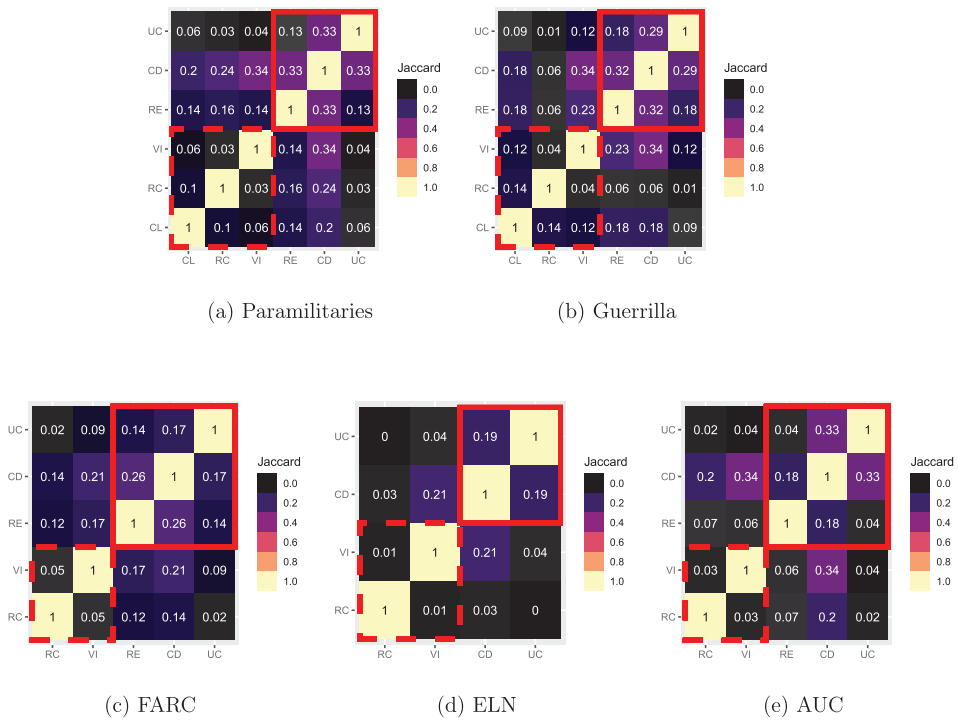 UC 0.06 0.03 0.04 0.13 0.33 1
CD 0.2 0.24 0.34 0.33 1 0.33
RE 0.14 0.16 0.14 1 0.33 0.13
VI 0.06 0.03 1 0.14 0.34 0.04
RC 0.1 1 0.03 0.16 0.24 0.03
CL 1 0.1 0.06 0.14 0.2 0.06
CL RC VI RE CD UC
Jaccard
0.0
0.2
0.4
0.6
0.8
1.0
(a) Paramilitaries
UC 0.09 0.01 0.12 0.18 0.29 1
CD 0.18 0.06 0.34 0.32 1 0.29
RE 0.18 0.06 0.23 1 0.32 0.18
VI 0.12 0.04 1 0.23 0.34 0.12
RC 0.14 1 0.04 0.06 0.06 0.01
CL 1 0.14 0.12 0.18 0.18 0.09
CL RC VI RE CD UC
Jaccard
0.0
0.2
0.4
0.6
0.8
1.0
(b) Guerrilla
UC 0.02 0.09 0.14 0.17 1
CD 0.14 0.21 0.26 1 0.17
RE 0.12 0.17 1 0.26 0.14
VI 0.05 1 0.17 0.21 0.09
RC 1 0.05 0.12 0.14 0.02
RC VI RE CD UC
Jaccard
0.0
0.2
0.4
0.6
0.8
1.0
(c) FARC
UC 0 0.04 0.19 1
CD 0.03 0.21 1 0.19
VI 0.01 1 0.21 0.04
RC 1 0.01 0.03 0
RC VI CD UC
Jaccard
0.0
0.2
0.4
0.6
0.8
1.0
(d) ELN
UC 0.02 0.04 0.04 0.33 1
CD 0.2 0.34 0.18 1 0.33
RE 0.07 0.06 1 0.18 0.04
VI 0.03 1 0.06 0.34 0.04
RC 1 0.03 0.07 0.2 0.02
RC VI RE CD UC
Jaccard
0.0
0.2
0.4
0.6
0.8
1.0
(e) AUC